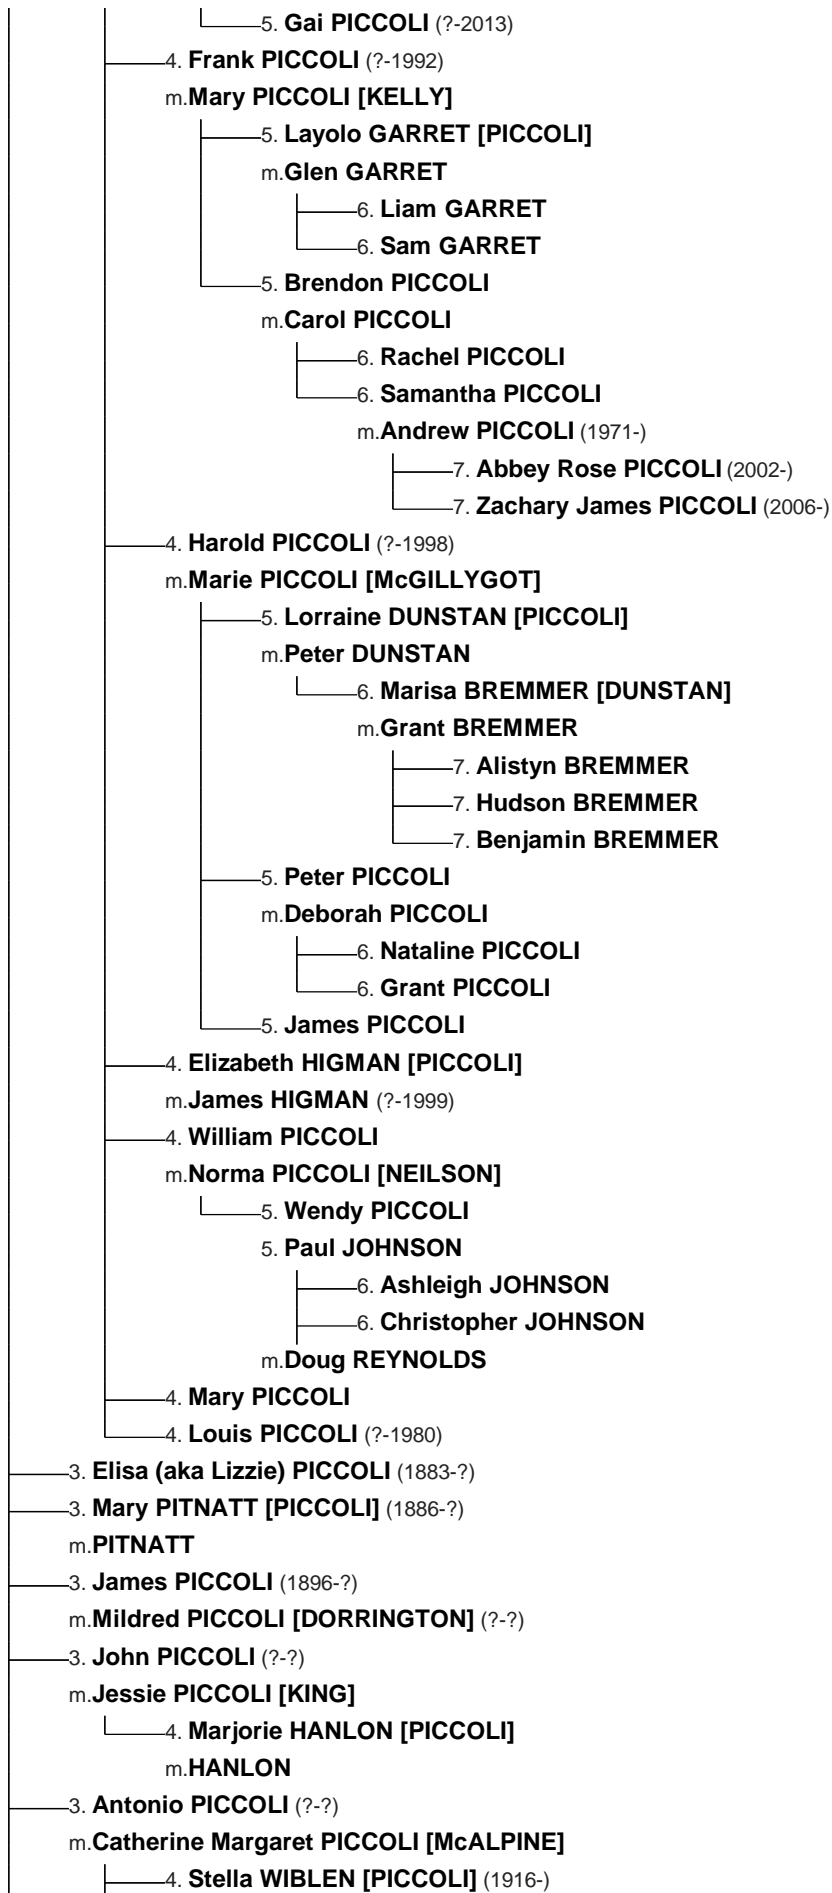 5. Gai PICCOLI (?-2013)
4. Frank PICCOLI (?-1992)
m.Mary PICCOLI [KELLY]
5. Layolo GARRET [PICCOLI]
m.Glen GARRET
6. Liam GARRET
6. Sam GARRET
5. Brendon PICCOLI
m.Carol PICCOLI
6. Rachel PICCOLI
6. Samantha PICCOLI
m.Andrew PICCOLI (1971-)
7. Abbey Rose PICCOLI (2002-)
7. Zachary James PICCOLI (2006-)
4. Harold PICCOLI (?-1998)
m.Marie PICCOLI [McGILLYGOT]
5. Lorraine DUNSTAN [PICCOLI]
m.Peter DUNSTAN
6. Marisa BREMMER [DUNSTAN]
m.Grant BREMMER
7. Alistyn BREMMER
7. Hudson BREMMER
7. Benjamin BREMMER
5. Peter PICCOLI
m.Deborah PICCOLI
6. Nataline PICCOLI
6. Grant PICCOLI
5. James PICCOLI
4. Elizabeth HIGMAN [PICCOLI]
m.James HIGMAN (?-1999)
4. William PICCOLI
m.Norma PICCOLI [NEILSON]
5. Wendy PICCOLI
5. Paul JOHNSON
6. Ashleigh JOHNSON
6. Christopher JOHNSON
m.Doug REYNOLDS
4. Mary PICCOLI
4. Louis PICCOLI (?-1980)
3. Elisa (aka Lizzie) PICCOLI (1883-?)
3. Mary PITNATT [PICCOLI] (1886-?)
m.PITNATT
3. James PICCOLI (1896-?)
m.Mildred PICCOLI [DORRINGTON] (?-?)
3. John PICCOLI (?-?)
m.Jessie PICCOLI [KING]
4. Marjorie HANLON [PICCOLI]
m.HANLON
3. Antonio PICCOLI (?-?)
m.Catherine Margaret PICCOLI [McALPINE]
4. Stella WIBLEN [PICCOLI] (1916-)